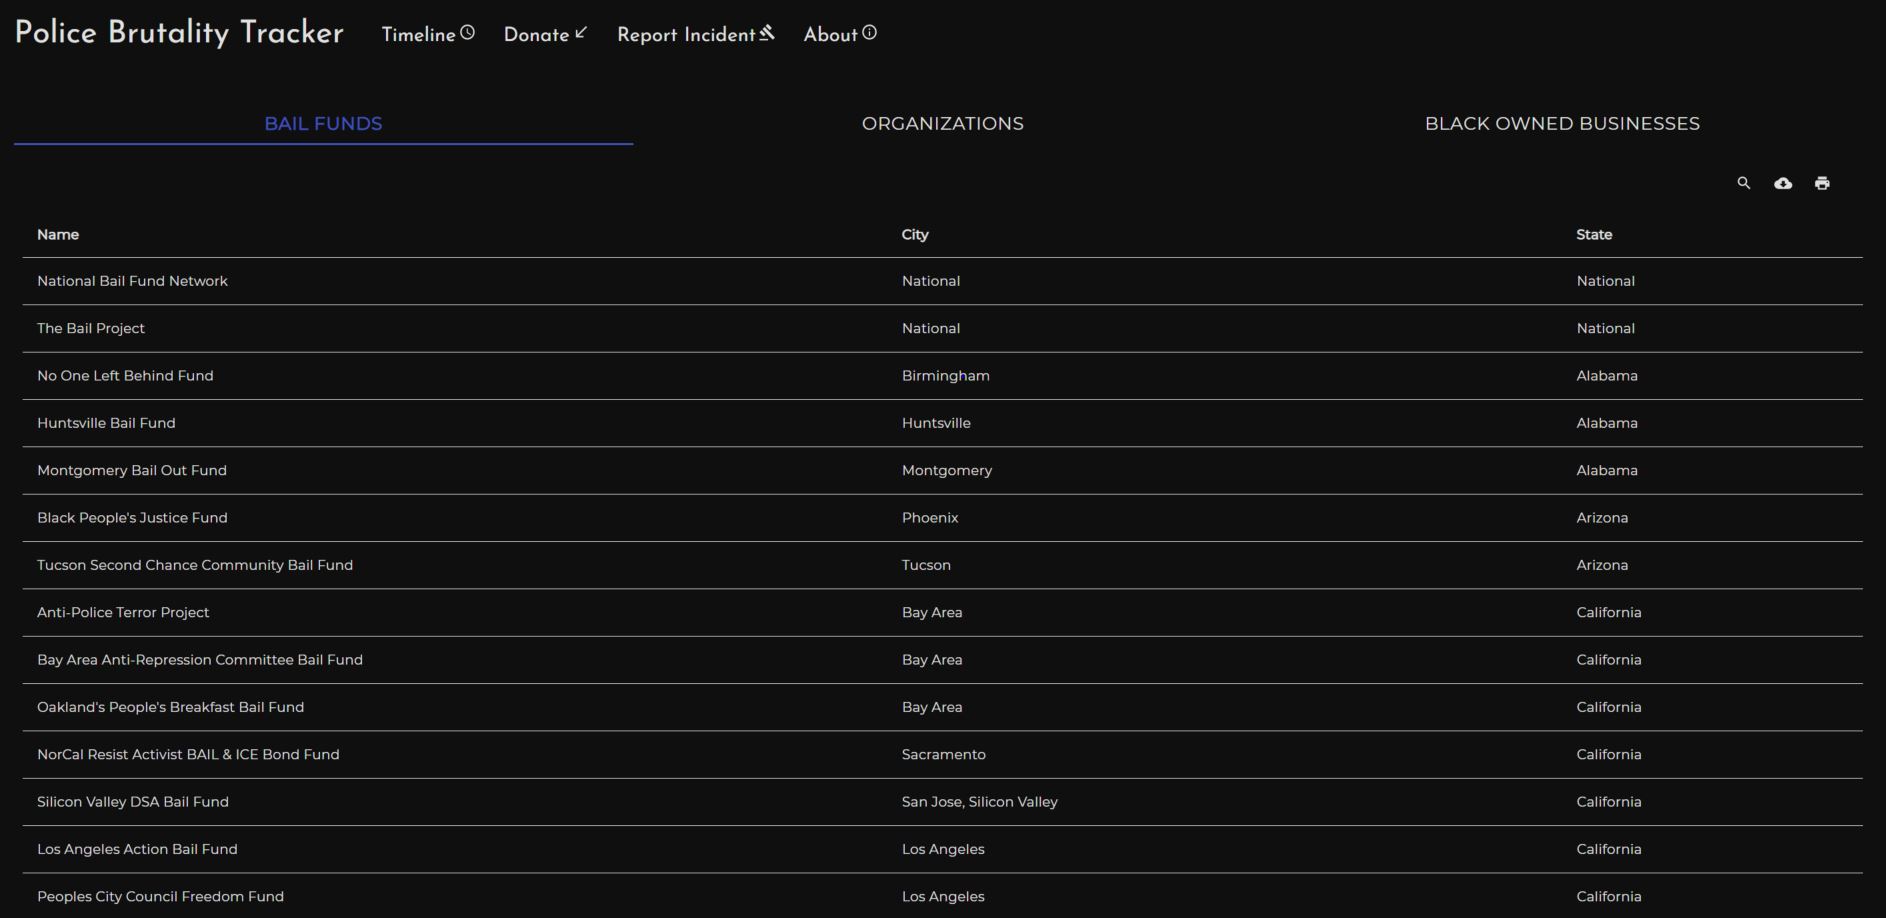 Police Brutality Tracker Timeline Donate Report Incident About
BAIL FUNDS ORGANIZATIONS BLACK OWNED BUSINESSES
Name City State
National Bail Fund Network National National
The Bail Project National National
No One Left Behind Fund Birmingham Alabama
Huntsville Bail Fund Huntsville Alabama
Montgomery Bail Out Fund Montgomery Alabama
Black People's Justice Fund Phoenix Arizona
Tucson Second Chance Community Bail Fund Tucson Arizona
Anti-Police Terror Project Bay Area California
Bay Area Anti-Repression Committee Bail Fund Bay Area California
Oakland's People's Breakfast Bail Fund Bay Area California
NorCal Resist Activist BAIL & ICE Bond Fund Sacramento California
Silicon Valley DSA Bail Fund San Jose, Silicon Valley California
Los Angeles Action Bail Fund Los Angeles California
Peoples City Council Freedom Fund Los Angeles California